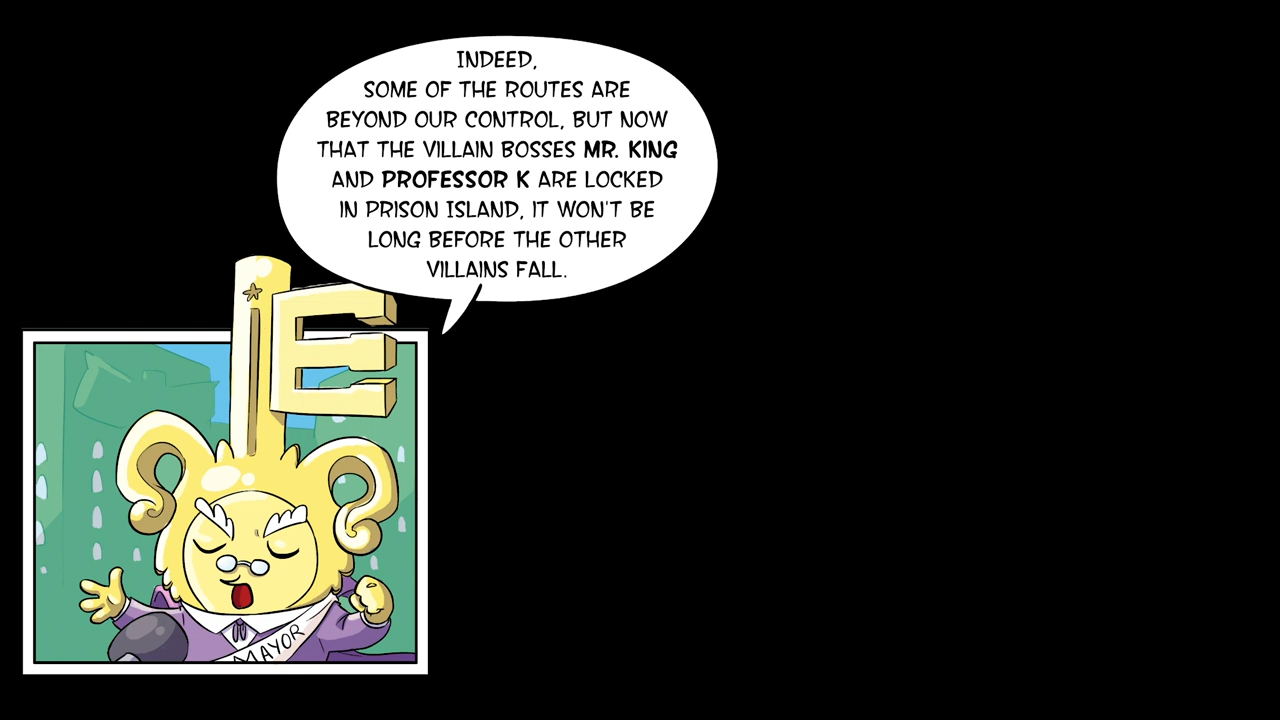 INDEED,
SOME OF THE ROUTES ARE
BEYOND OUR CONTROL, BUT NOW
THAT THE VILLAIN BOSSES MR. KING
AND PROFESSOR K ARE LOCKED
IN PRISON ISLAND, IT WON'T BE
LONG BEFORE THE OTHER
VILLAINS FALL.
MAYOR